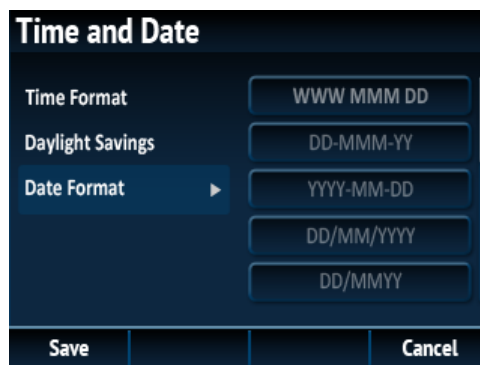 Time and Date
Time Format
WWW MMM DD
Daylight Savings
DD-MMM-YY
Date Format
YYYY-MM-DD
DD/MM/YYYY
DD/MMYY
Save
Cancel